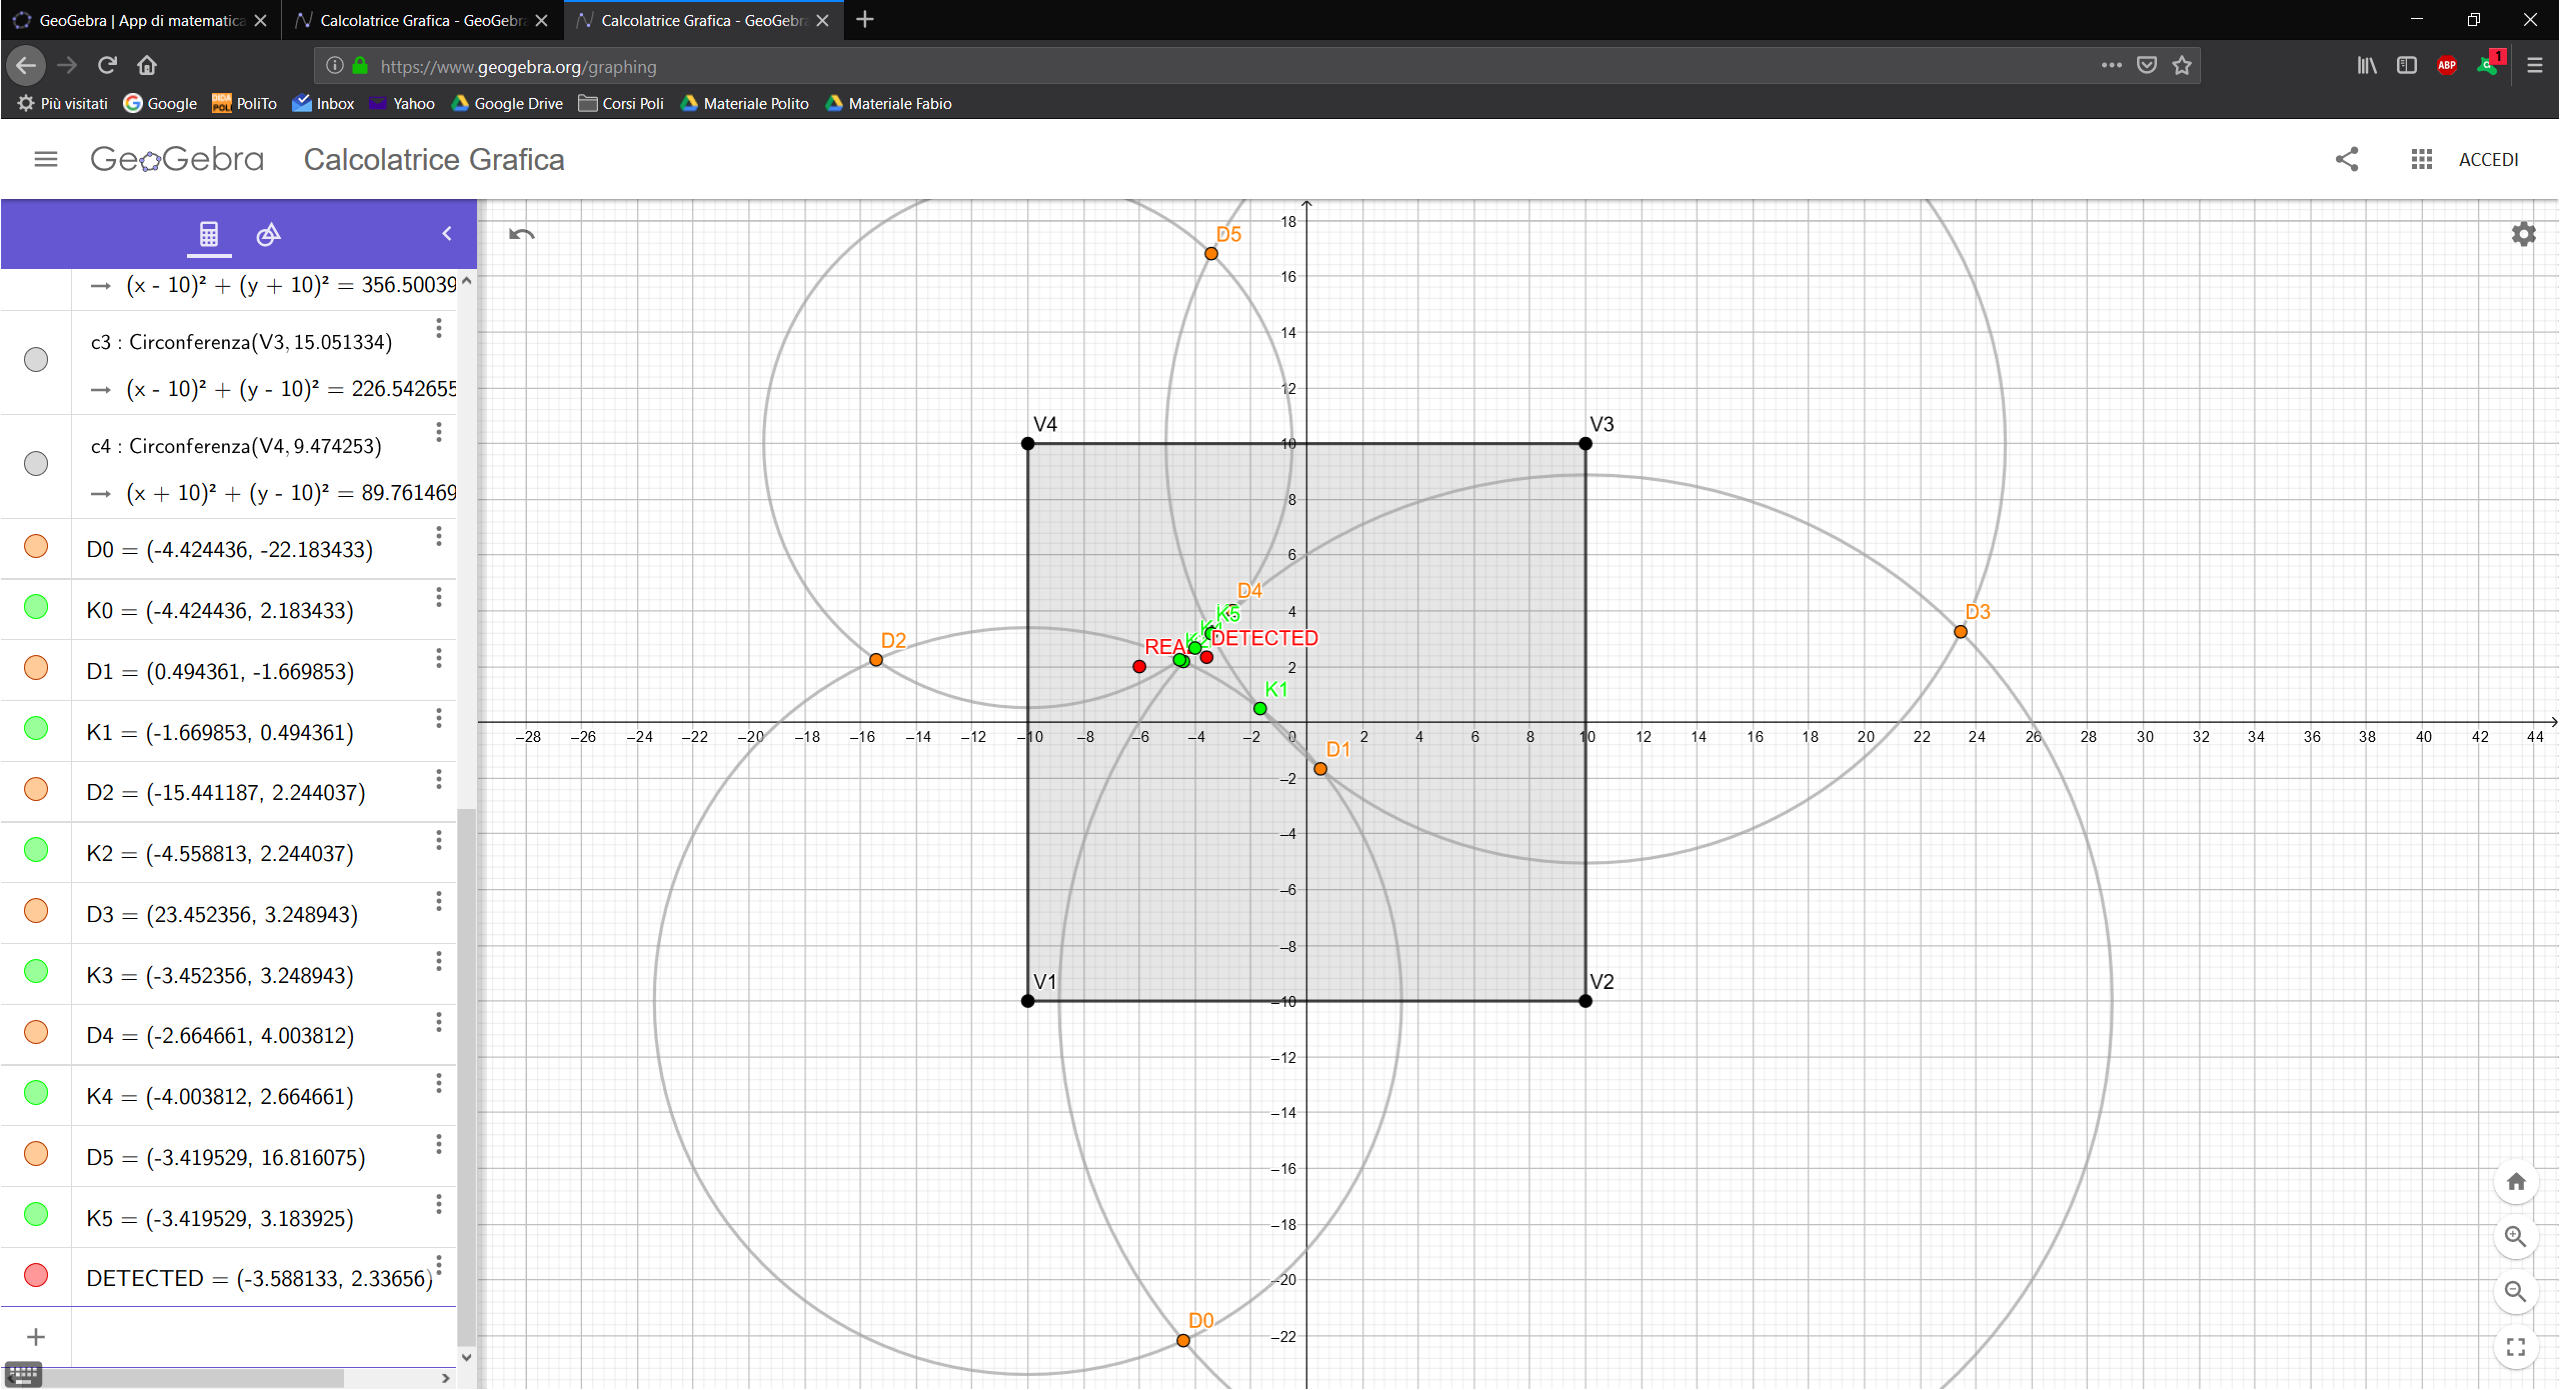 GeoGebra | App di matematica
Calcolatrice Grafica - GeoGebra
Calcolatrice Grafica - GeoGebra
https://www.geogebra.org/graphing
ABP
1
Più visitati
Google
PoliTo
Inbox
Yahoo
Google Drive
Corsi Poli
Materiale Polito
Materiale Fabio
GeoGebra
Calcolatrice Grafica
ACCEDI
→ (x - 10)² + (y + 10)² = 356.50039
c3 : Circonferenza(V3, 15.051334)
→ (x - 10)² + (y - 10)² = 226.542655
c4 : Circonferenza(V4, 9.474253)
→ (x + 10)² + (y - 10)² = 89.761469
D0 = (-4.424436, -22.183433)
K0 = (-4.424436, 2.183433)
D1 = (0.494361, -1.669853)
K1 = (-1.669853, 0.494361)
D2 = (-15.441187, 2.244037)
K2 = (-4.558813, 2.244037)
D3 = (23.452356, 3.248943)
K3 = (-3.452356, 3.248943)
D4 = (-2.664661, 4.003812)
K4 = (-4.003812, 2.664661)
D5 = (-3.419529, 16.816075)
K5 = (-3.419529, 3.183925)
DETECTED = (-3.588133, 2.33656)
18
D5
16
14
12
V4
V3
10
8
6
D4
4
K5
D3
D2
DETECTED
2
K1
–28 –26 –24 –22 –20 –18 –16 –14 –12 –10 –8 –6 –4 –2 0 2 4 6 8 10 12 14 16 18 20 22 24 26 28 30 32 34 36 38 40 42 44
D1
–2
–4
–6
–8
V1
V2
–10
–12
–14
–16
–18
–20
D0
–22